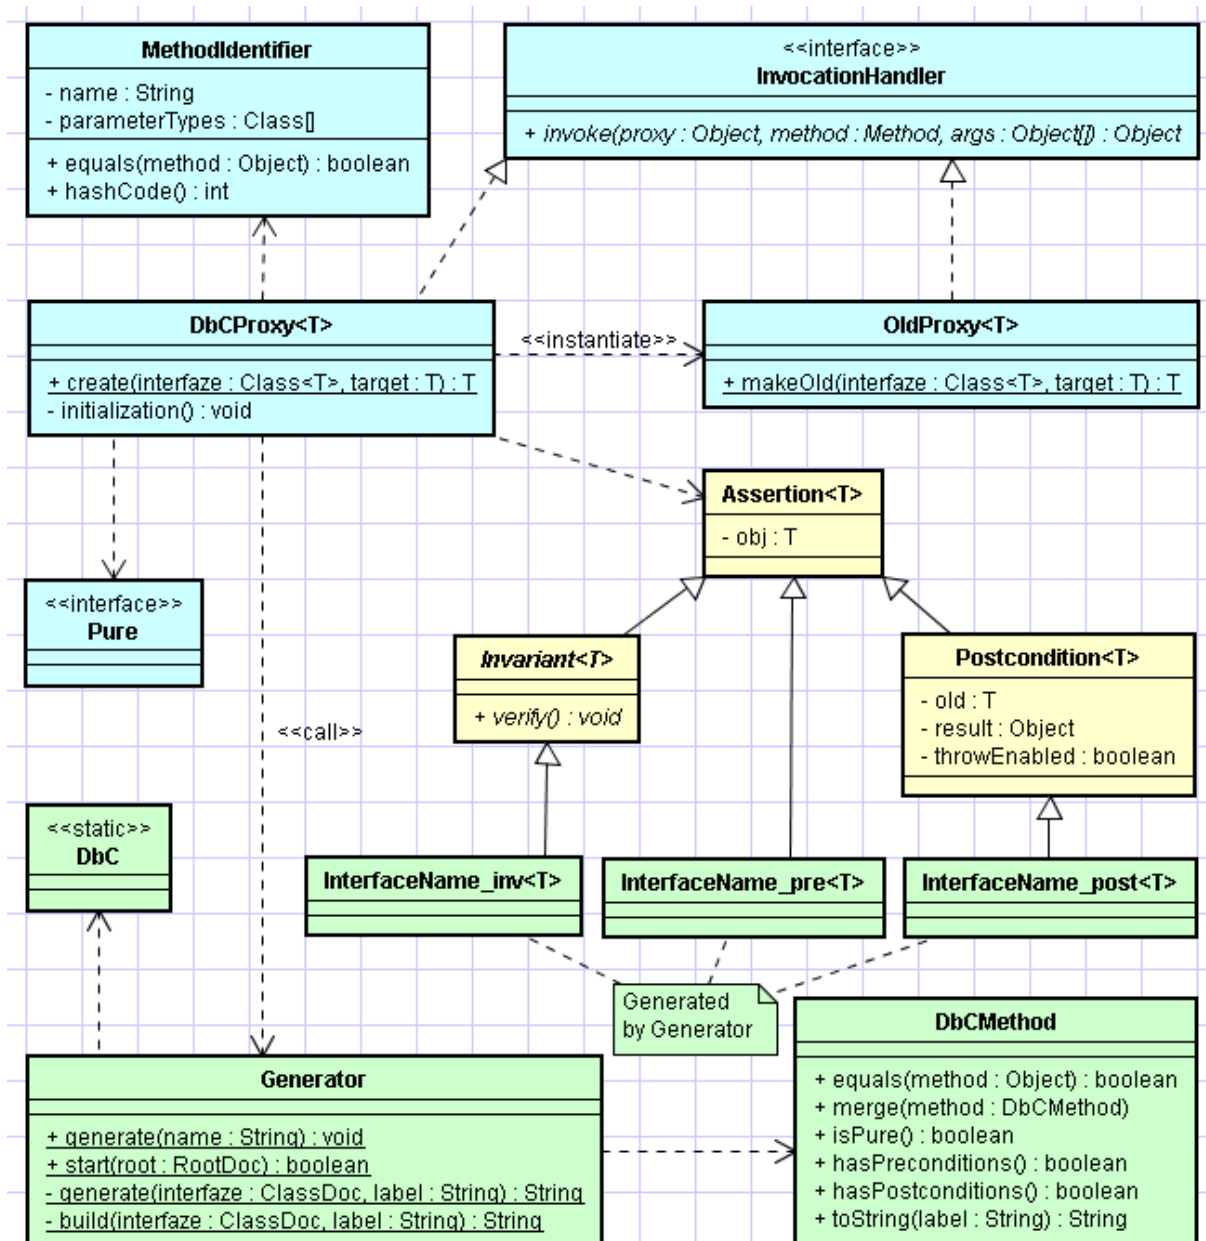 MethodIdentifier
- name : String
- parameterTypes : Class[]
+ equals(method : Object) : boolean
+ hashCode() : int
<<interface>>
InvocationHandler
+ invoke(proxy : Object, method : Method, args : Object[]) : Object
DbCProxy<T>
+ create(interfaze : Class<T>, target : T) : T
- initialization() : void
<<instantiate>>
OldProxy<T>
+ makeOld(interfaze : Class<T>, target : T) : T
Assertion<T>
- obj : T
<<interface>>
Pure
Invariant<T>
+ verify() : void
Postcondition<T>
- old : T
- result : Object
- throwEnabled : boolean
<<call>>
<<static>>
DbC
InterfaceName_inv<T>
InterfaceName_pre<T>
InterfaceName_post<T>
Generated
by Generator
Generator
+ generate(name : String) : void
+ start(root : RootDoc) : boolean
- generate(interfaze : ClassDoc, label : String) : String
- build(interfaze : ClassDoc, label : String) : String
DbCMethod
+ equals(method : Object) : boolean
+ merge(method : DbCMethod)
+ isPure() : boolean
+ hasPreconditions() : boolean
+ hasPostconditions() : boolean
+ toString(label : String) : String